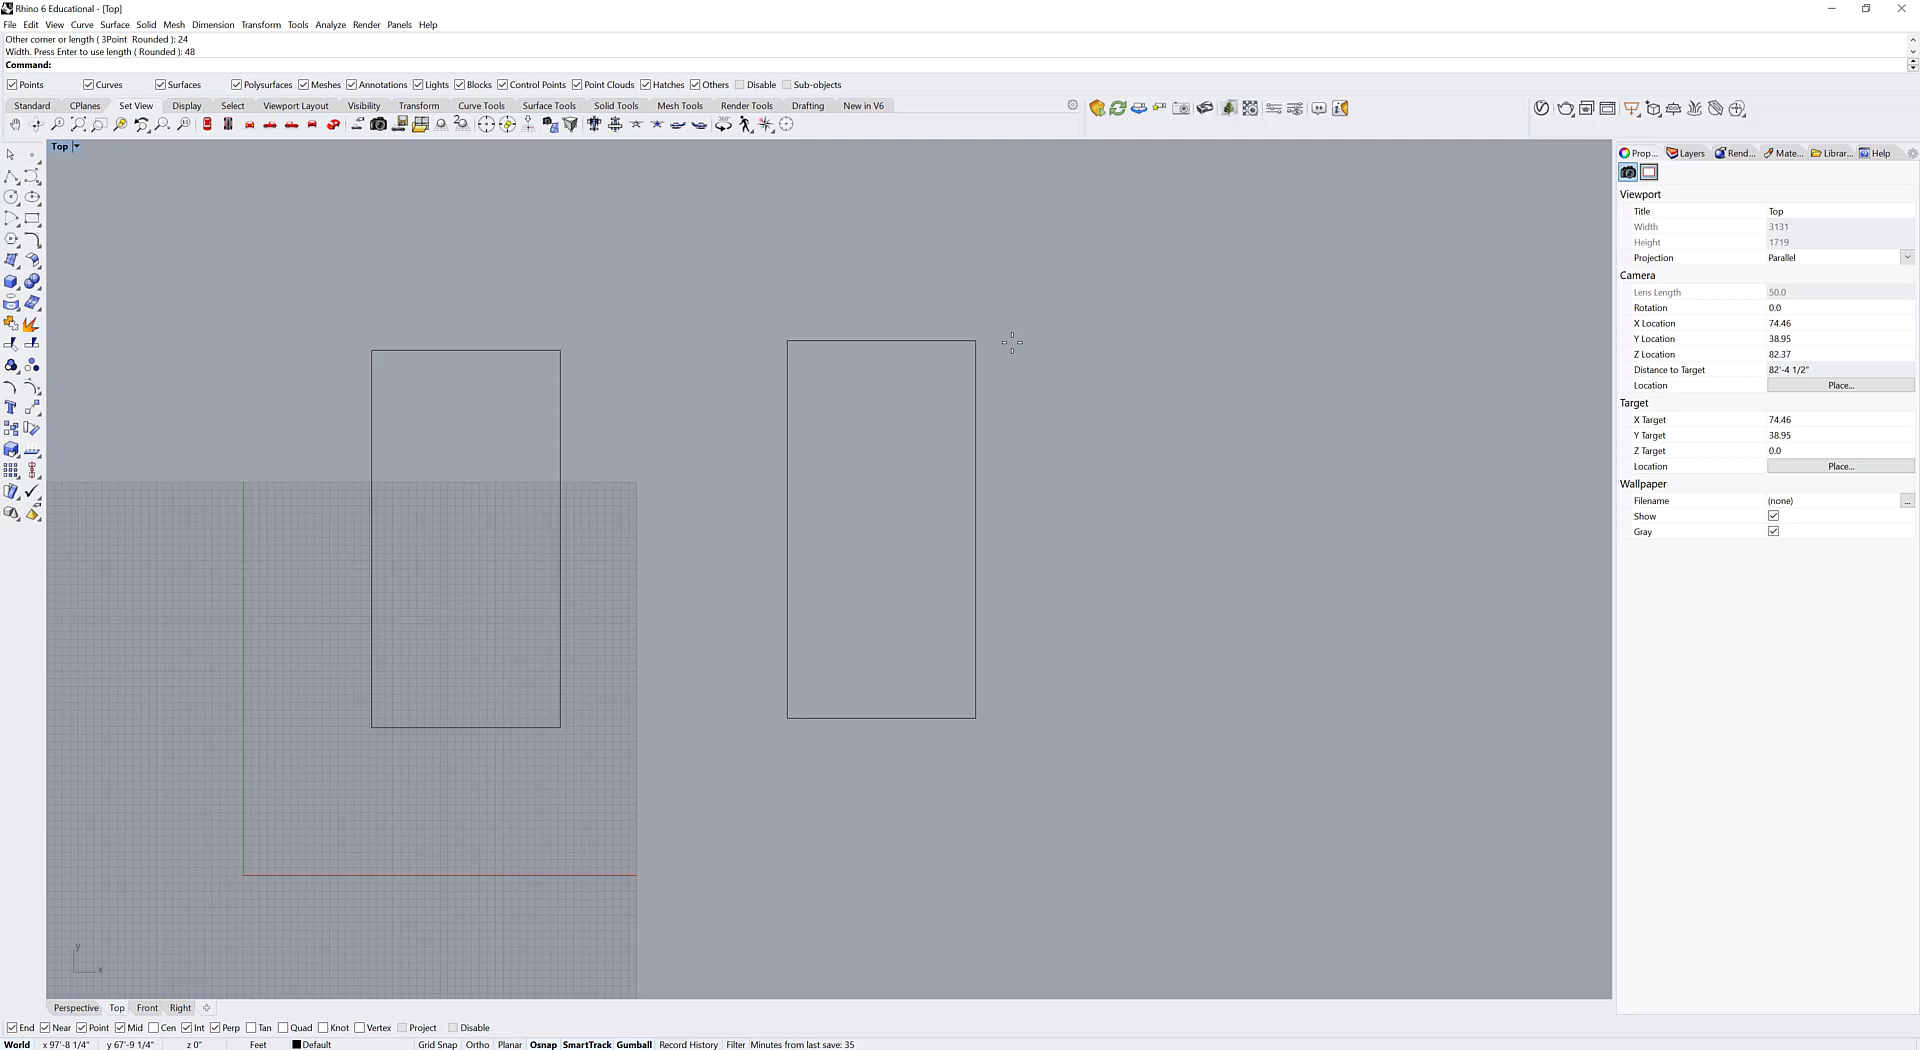 Rhino 6 Educational - [Top]
File Edit View Curve Surface Solid Mesh Dimension Transform Tools Analyze Render Panels Help
Other corner or length ( 3Point Rounded ): 24
Width. Press Enter to use length ( Rounded ): 48
Command:
Points Curves Surfaces Polysurfaces Meshes Annotations Lights Blocks Control Points Point Clouds Hatches Others Disable Sub-objects
Standard CPlanes Set View Display Select Viewport Layout Visibility Transform Curve Tools Surface Tools Solid Tools Mesh Tools Render Tools Drafting New in V6
Top
Prop... Layers Rend... Mate... Librar... Help
Viewport
Title Top
Width 3131
Height 1719
Projection Parallel
Camera
Lens Length 50.0
Rotation 0.0
X Location 74.46
Y Location 38.95
Z Location 82.37
Distance to Target 82'-4 1/2"
Location Place...
Target
X Target 74.46
Y Target 38.95
Z Target 0.0
Location Place...
Wallpaper
Filename (none) ...
Show
Gray
y
x
Perspective Top Front Right
End Near Point Mid Cen Int Perp Tan Quad Knot Vertex Project Disable
World x 97'-8 1/4" y 67'-9 1/4" z 0" Feet Default Grid Snap Ortho Planar Osnap SmartTrack Gumball Record History Filter Minutes from last save: 35